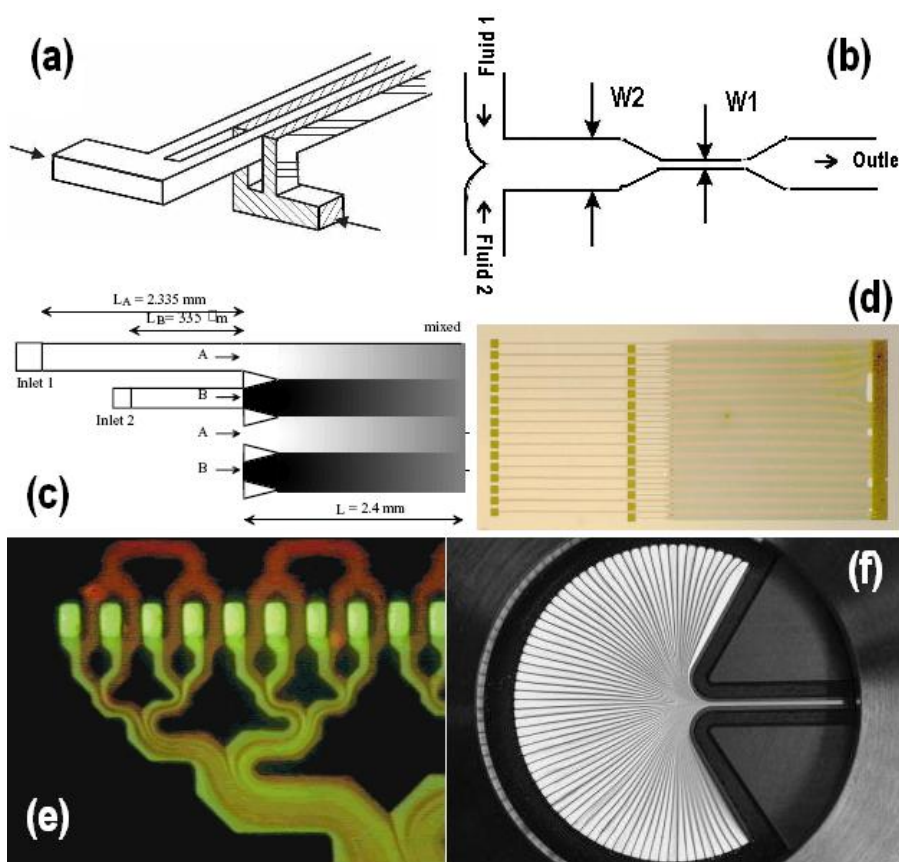 (a)
(b)
Fluid 1
W2
W1
Outle
Fluid 2
LA = 2.335 mm
LB= 335 □m
mixed
(d)
A
Inlet 1
B
Inlet 2
A
B
(c)
L = 2.4 mm
(f)
(e)